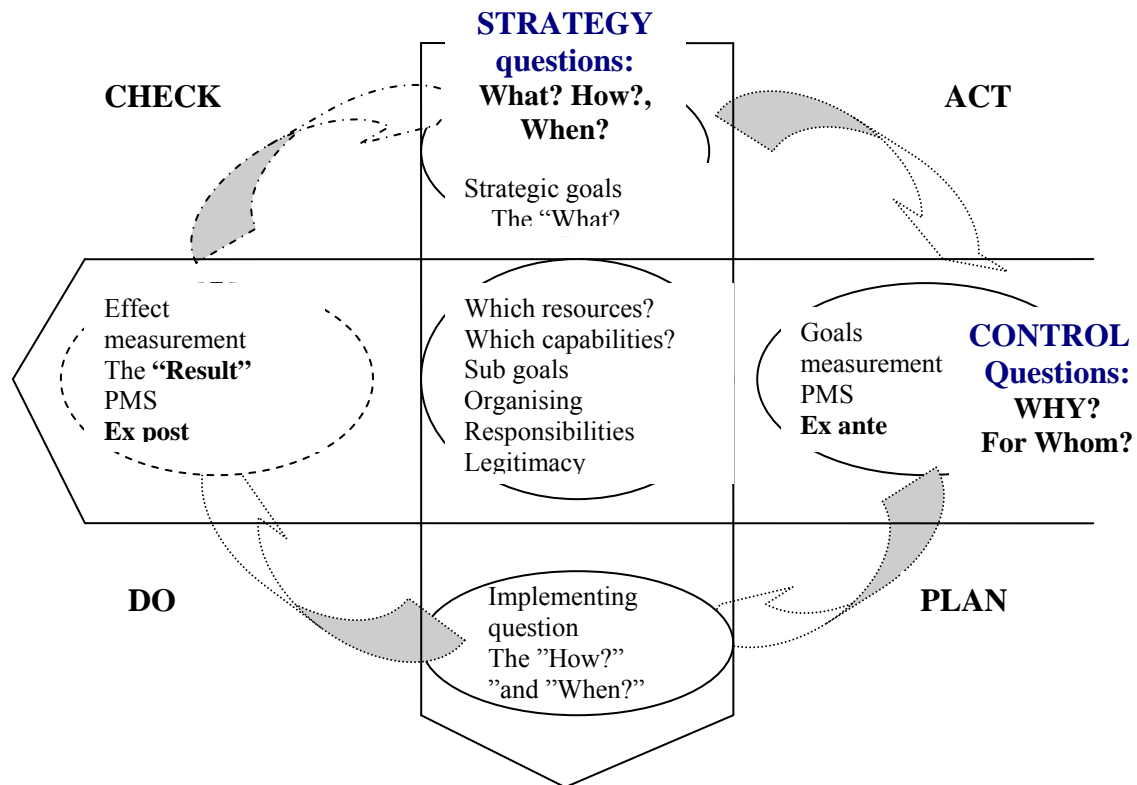 STRATEGY
questions:
What? How?,
When?
CHECK
ACT
Strategic goals
The “What?
Effect
measurement
The “Result”
PMS
Ex post
Which resources?
Which capabilities?
Sub goals
Organising
Responsibilities
Legitimacy
Goals
measurement
PMS
Ex ante
CONTROL
Questions:
WHY?
For Whom?
DO
PLAN
Implementing
question
The ”How?”
”and ”When?”